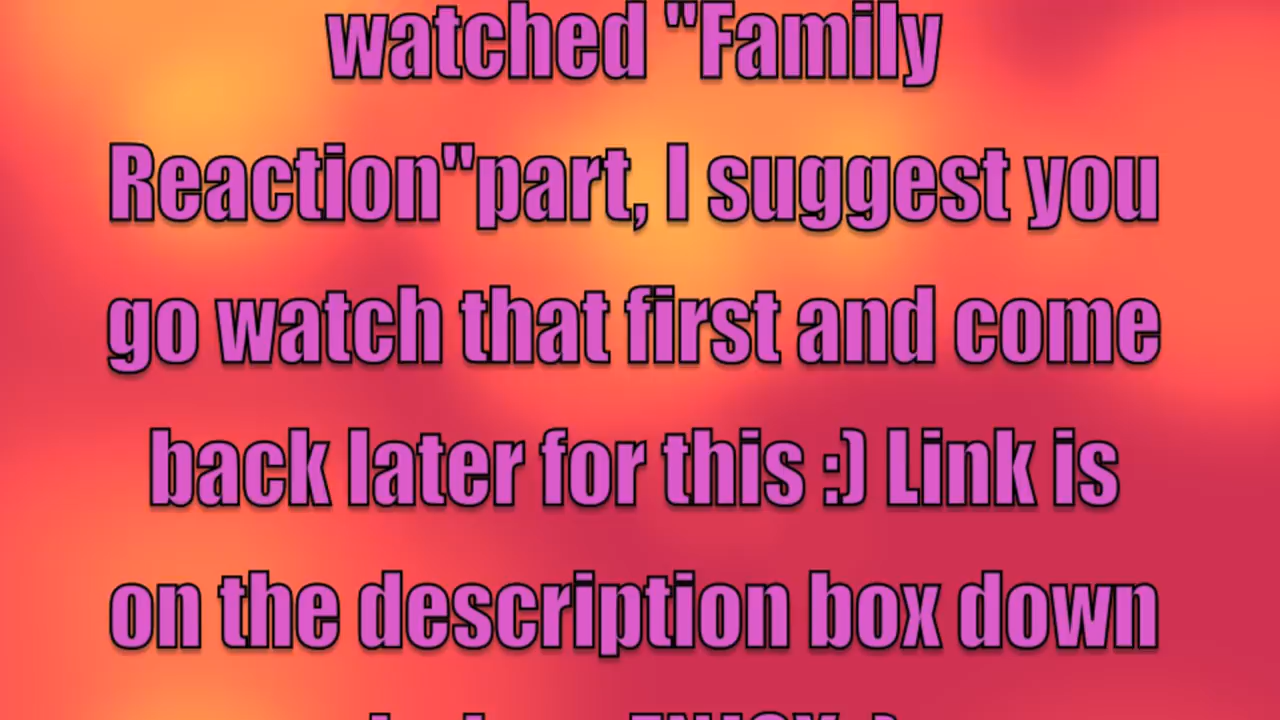 watched "Family
Reaction"part, I suggest you
go watch that first and come
back later for this :) Link is
on the description box down